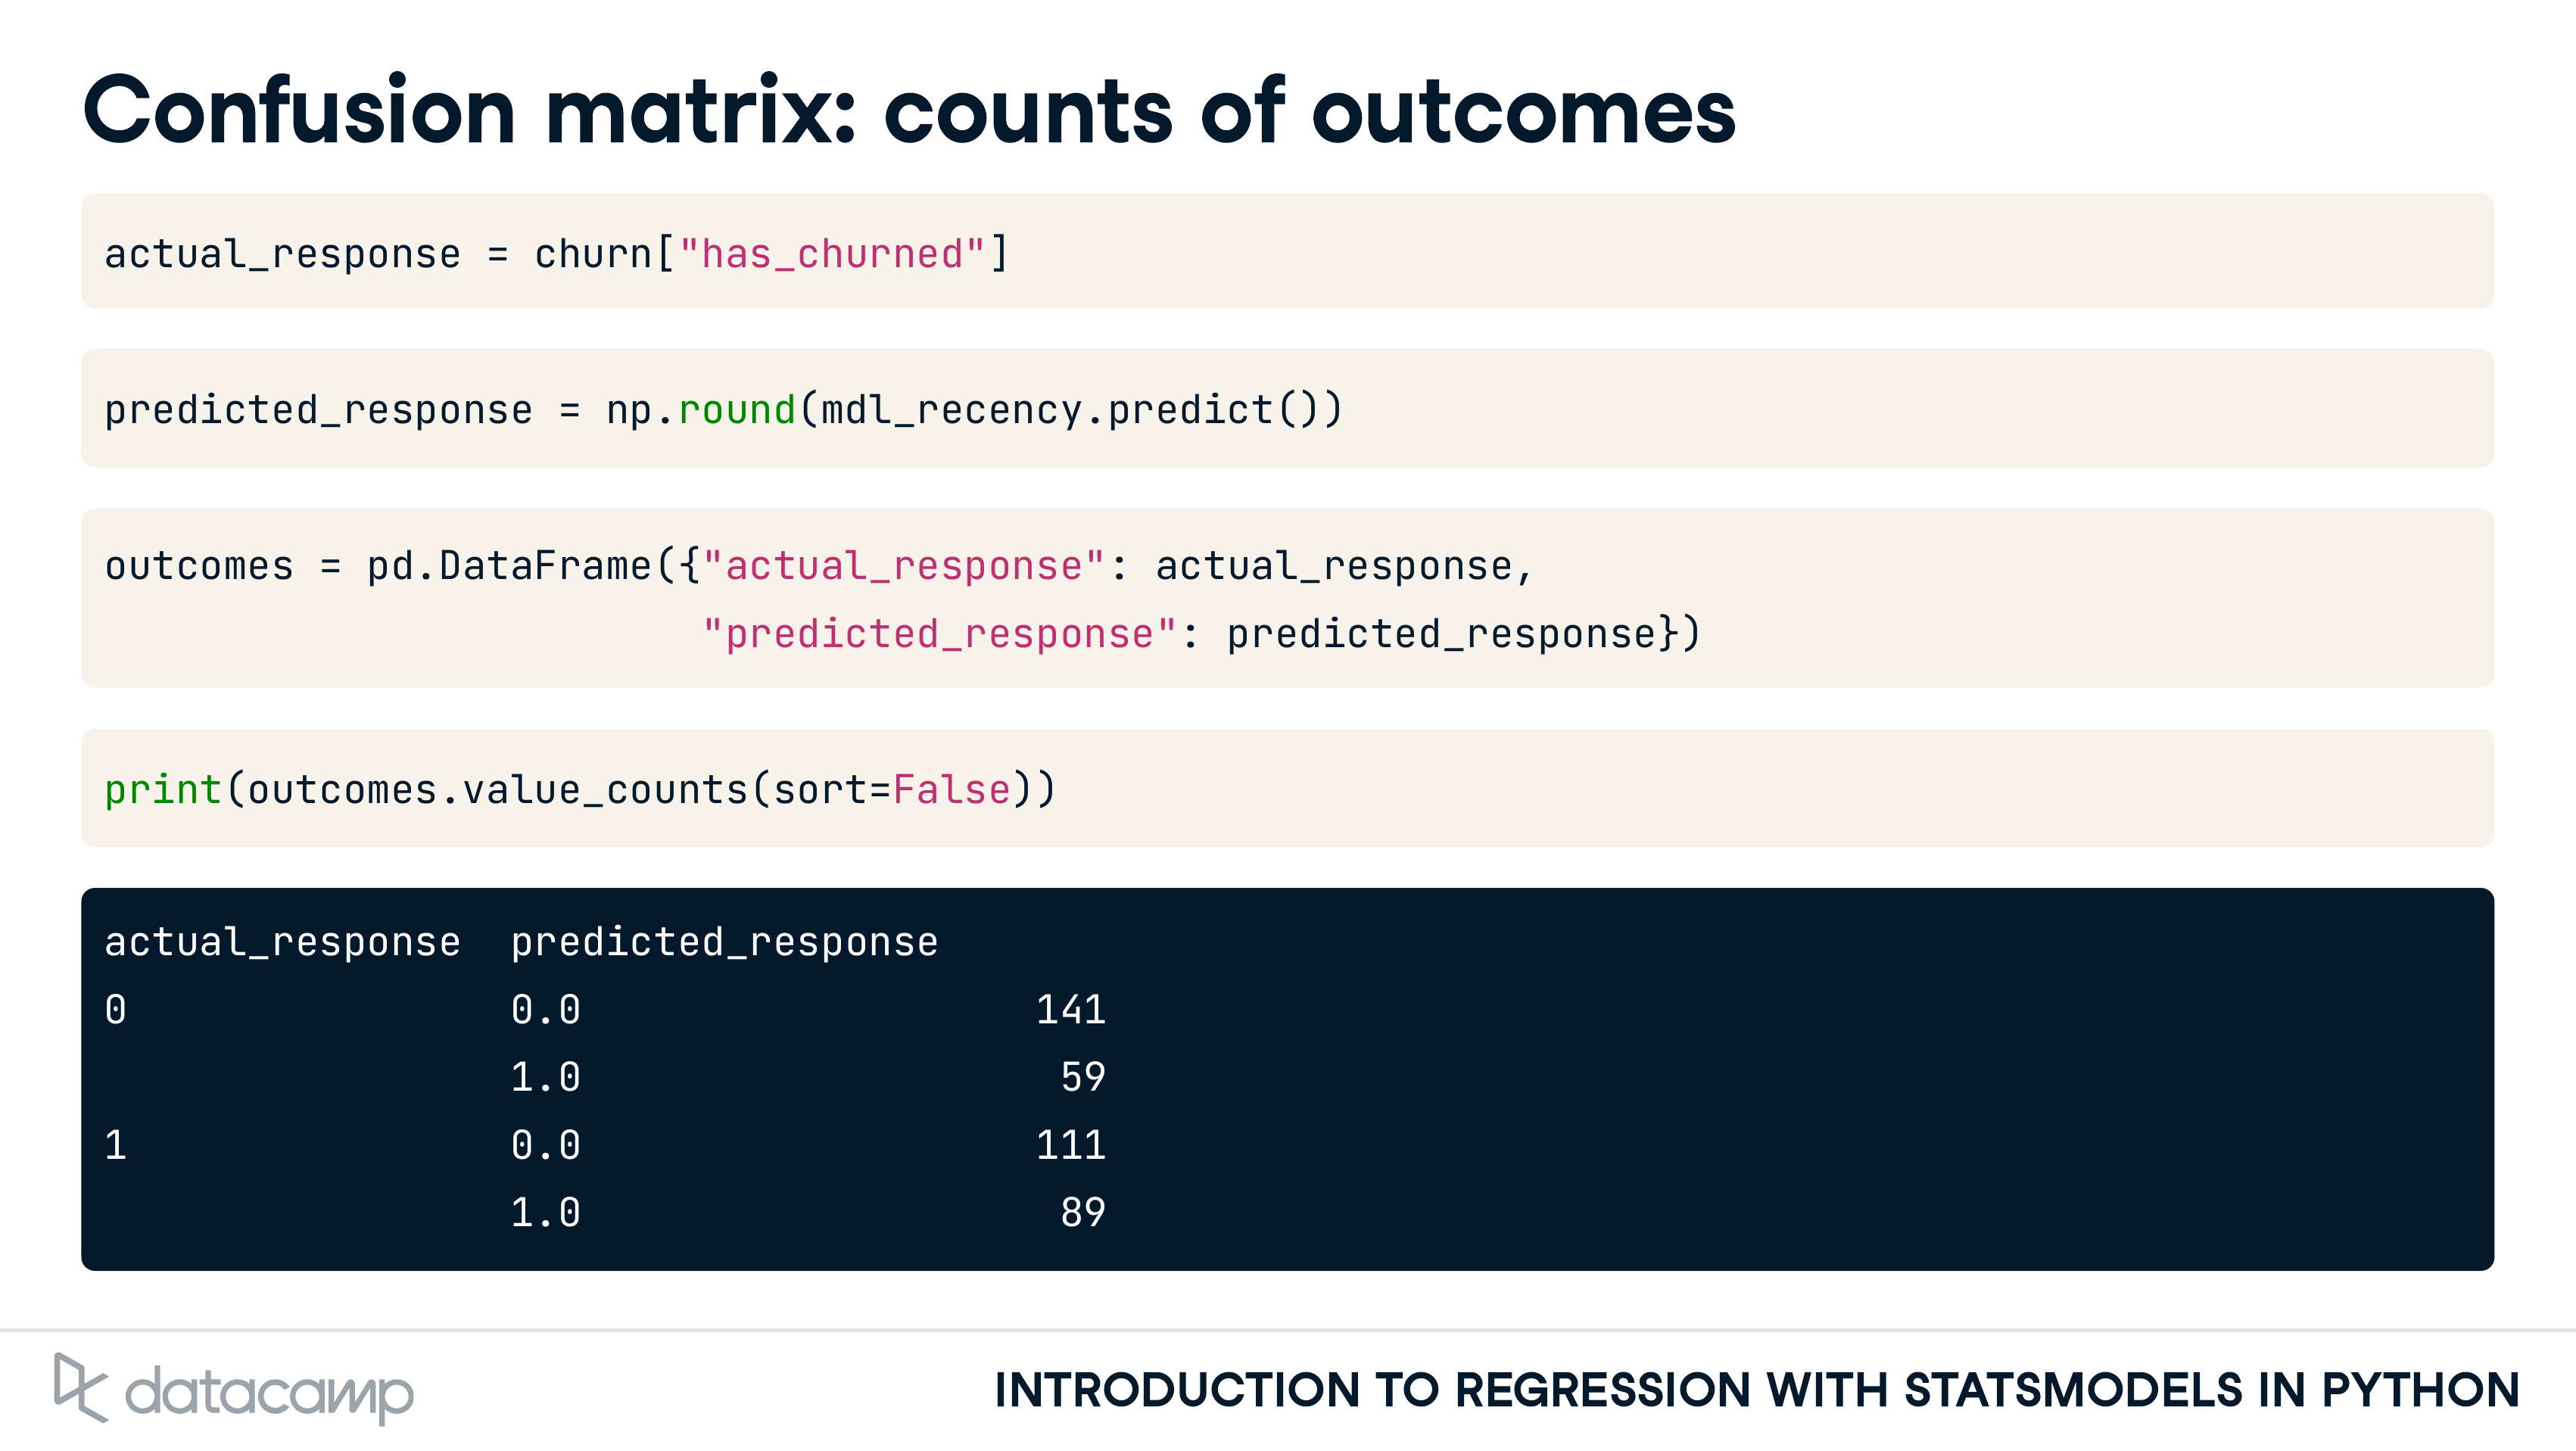 Confusion matrix: counts of outcomes
actual_response = churn["has_churned"]
predicted_response = np.round(mdl_recency.predict())
outcomes = pd.DataFrame({"actual_response": actual_response,
"predicted_response": predicted_response})
print(outcomes.value_counts(sort=False))
actual_response predicted_response
0 0.0 141
1.0 59
1 0.0 111
1.0 89
datacamp
INTRODUCTION TO REGRESSION WITH STATSMODELS IN PYTHON